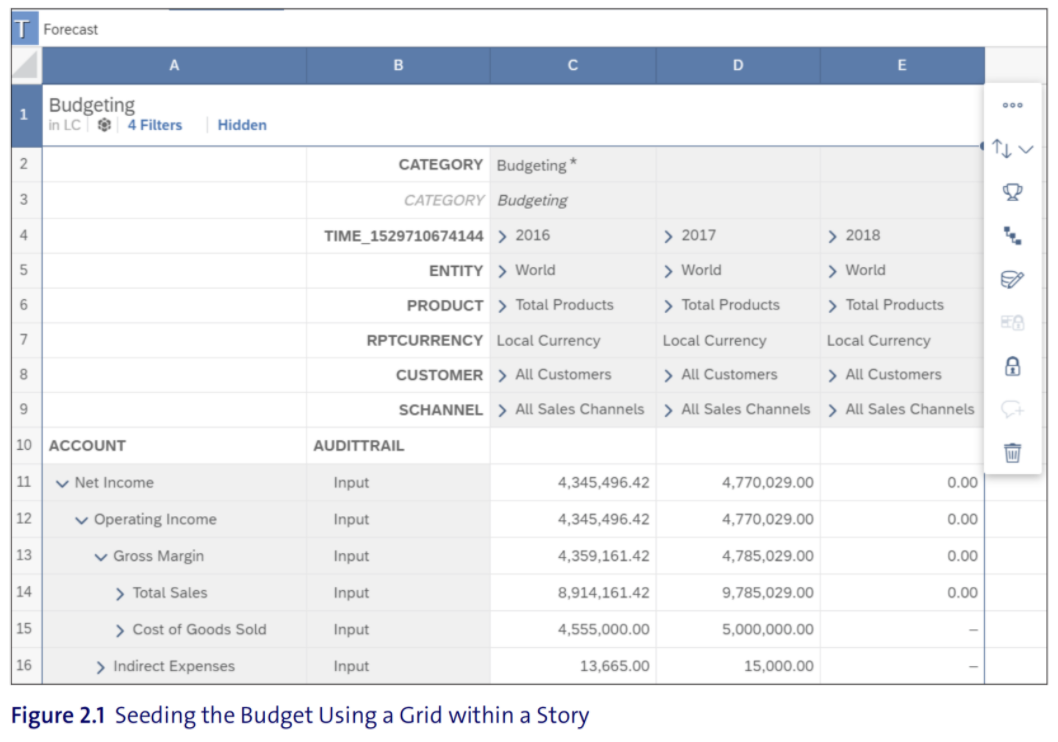 T Forecast
A B C D E
1 Budgeting
in LC 4 Filters Hidden
2 CATEGORY Budgeting*
3 CATEGORY Budgeting
4 TIME_1529710674144 2016 2017 2018
5 ENTITY World World World
6 PRODUCT Total Products Total Products Total Products
7 RPTCURRENCY Local Currency Local Currency Local Currency
8 CUSTOMER All Customers All Customers All Customers
9 SCHANNEL All Sales Channels All Sales Channels All Sales Channels
10 ACCOUNT AUDITTRAIL
11 Net Income Input 4,345,496.42 4,770,029.00 0.00
12 Operating Income Input 4,345,496.42 4,770,029.00 0.00
13 Gross Margin Input 4,359,161.42 4,785,029.00 0.00
14 Total Sales Input 8,914,161.42 9,785,029.00 0.00
15 Cost of Goods Sold Input 4,555,000.00 5,000,000.00 –
16 Indirect Expenses Input 13,665.00 15,000.00 –
Figure 2.1 Seeding the Budget Using a Grid within a Story